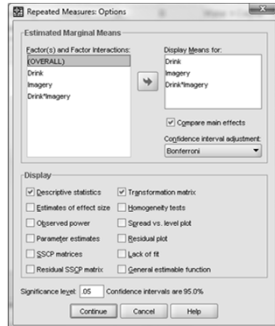 Repeated Measures: Options
Estimated Marginal Means
Factor(s) and Factor Interactions:
(OVERALL)
Drink
Imagery
Drink*Imagery
Display Means for:
Drink
Imagery
Drink*Imagery
Compare main effects
Confidence interval adjustment:
Bonferroni
Display
Descriptive statistics
Transformation matrix
Estimates of effect size
Homogeneity tests
Observed power
Spread vs. level plot
Parameter estimates
Residual plot
SSCP matrices
Lack of fit
Residual SSCP matrix
General estimable function
Significance level: .05 Confidence intervals are 95.0%
Continue Cancel Help